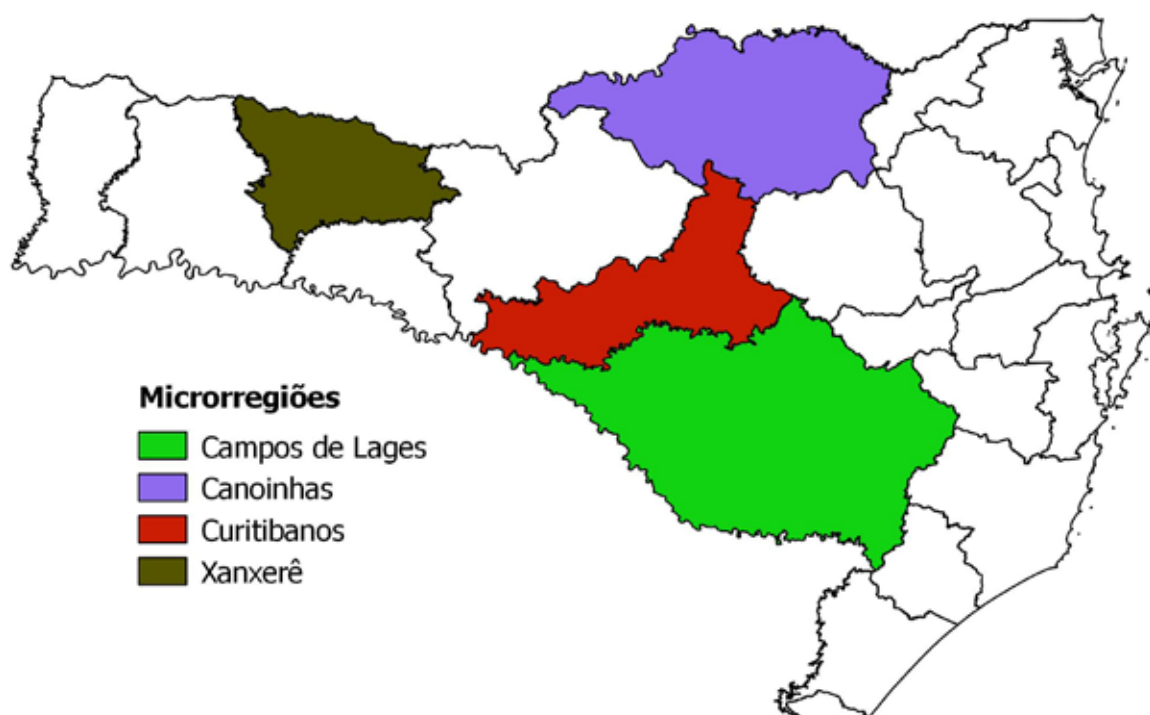 Microrregiões
Campos de Lages
Canoinhas
Curitibanos
Xanxerê